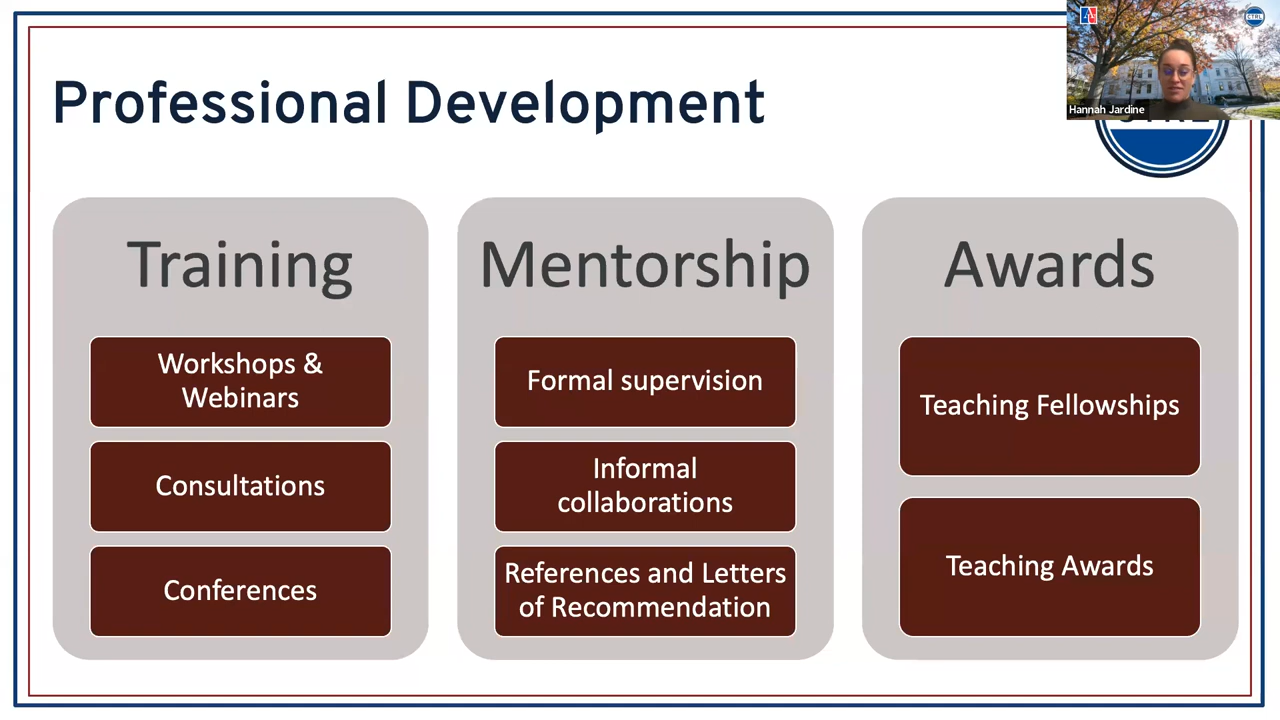 Professional Development
Hannah Jardine
CTRL
Training
Workshops &
Webinars
Consultations
Conferences
Mentorship
Formal supervision
Informal
collaborations
References and Letters
of Recommendation
Awards
Teaching Fellowships
Teaching Awards